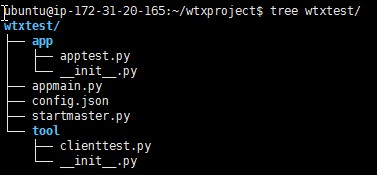 ubuntu@ip-172-31-20-165:~/wtxproject$ tree wtxtest/
wtxtest/
├── app
│   ├── apptest.py
│   └── __init__.py
├── appmain.py
├── config.json
├── startmaster.py
└── tool
    ├── clienttest.py
    └── __init__.py